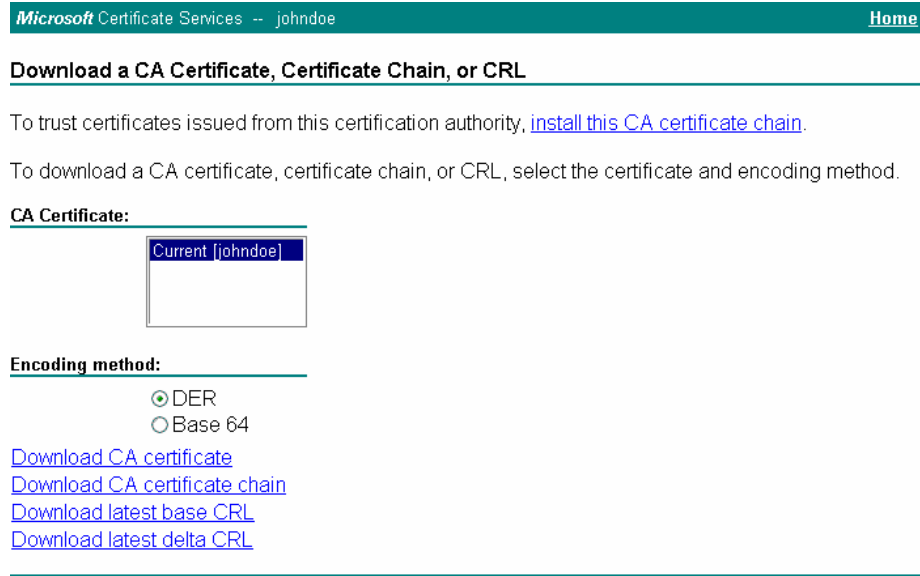 Microsoft Certificate Services -- johndoe Home
Download a CA Certificate, Certificate Chain, or CRL
To trust certificates issued from this certification authority, install this CA certificate chain.
To download a CA certificate, certificate chain, or CRL, select the certificate and encoding method.
CA Certificate:
Current [johndoe]
Encoding method:
DER
Base 64
Download CA certificate
Download CA certificate chain
Download latest base CRL
Download latest delta CRL